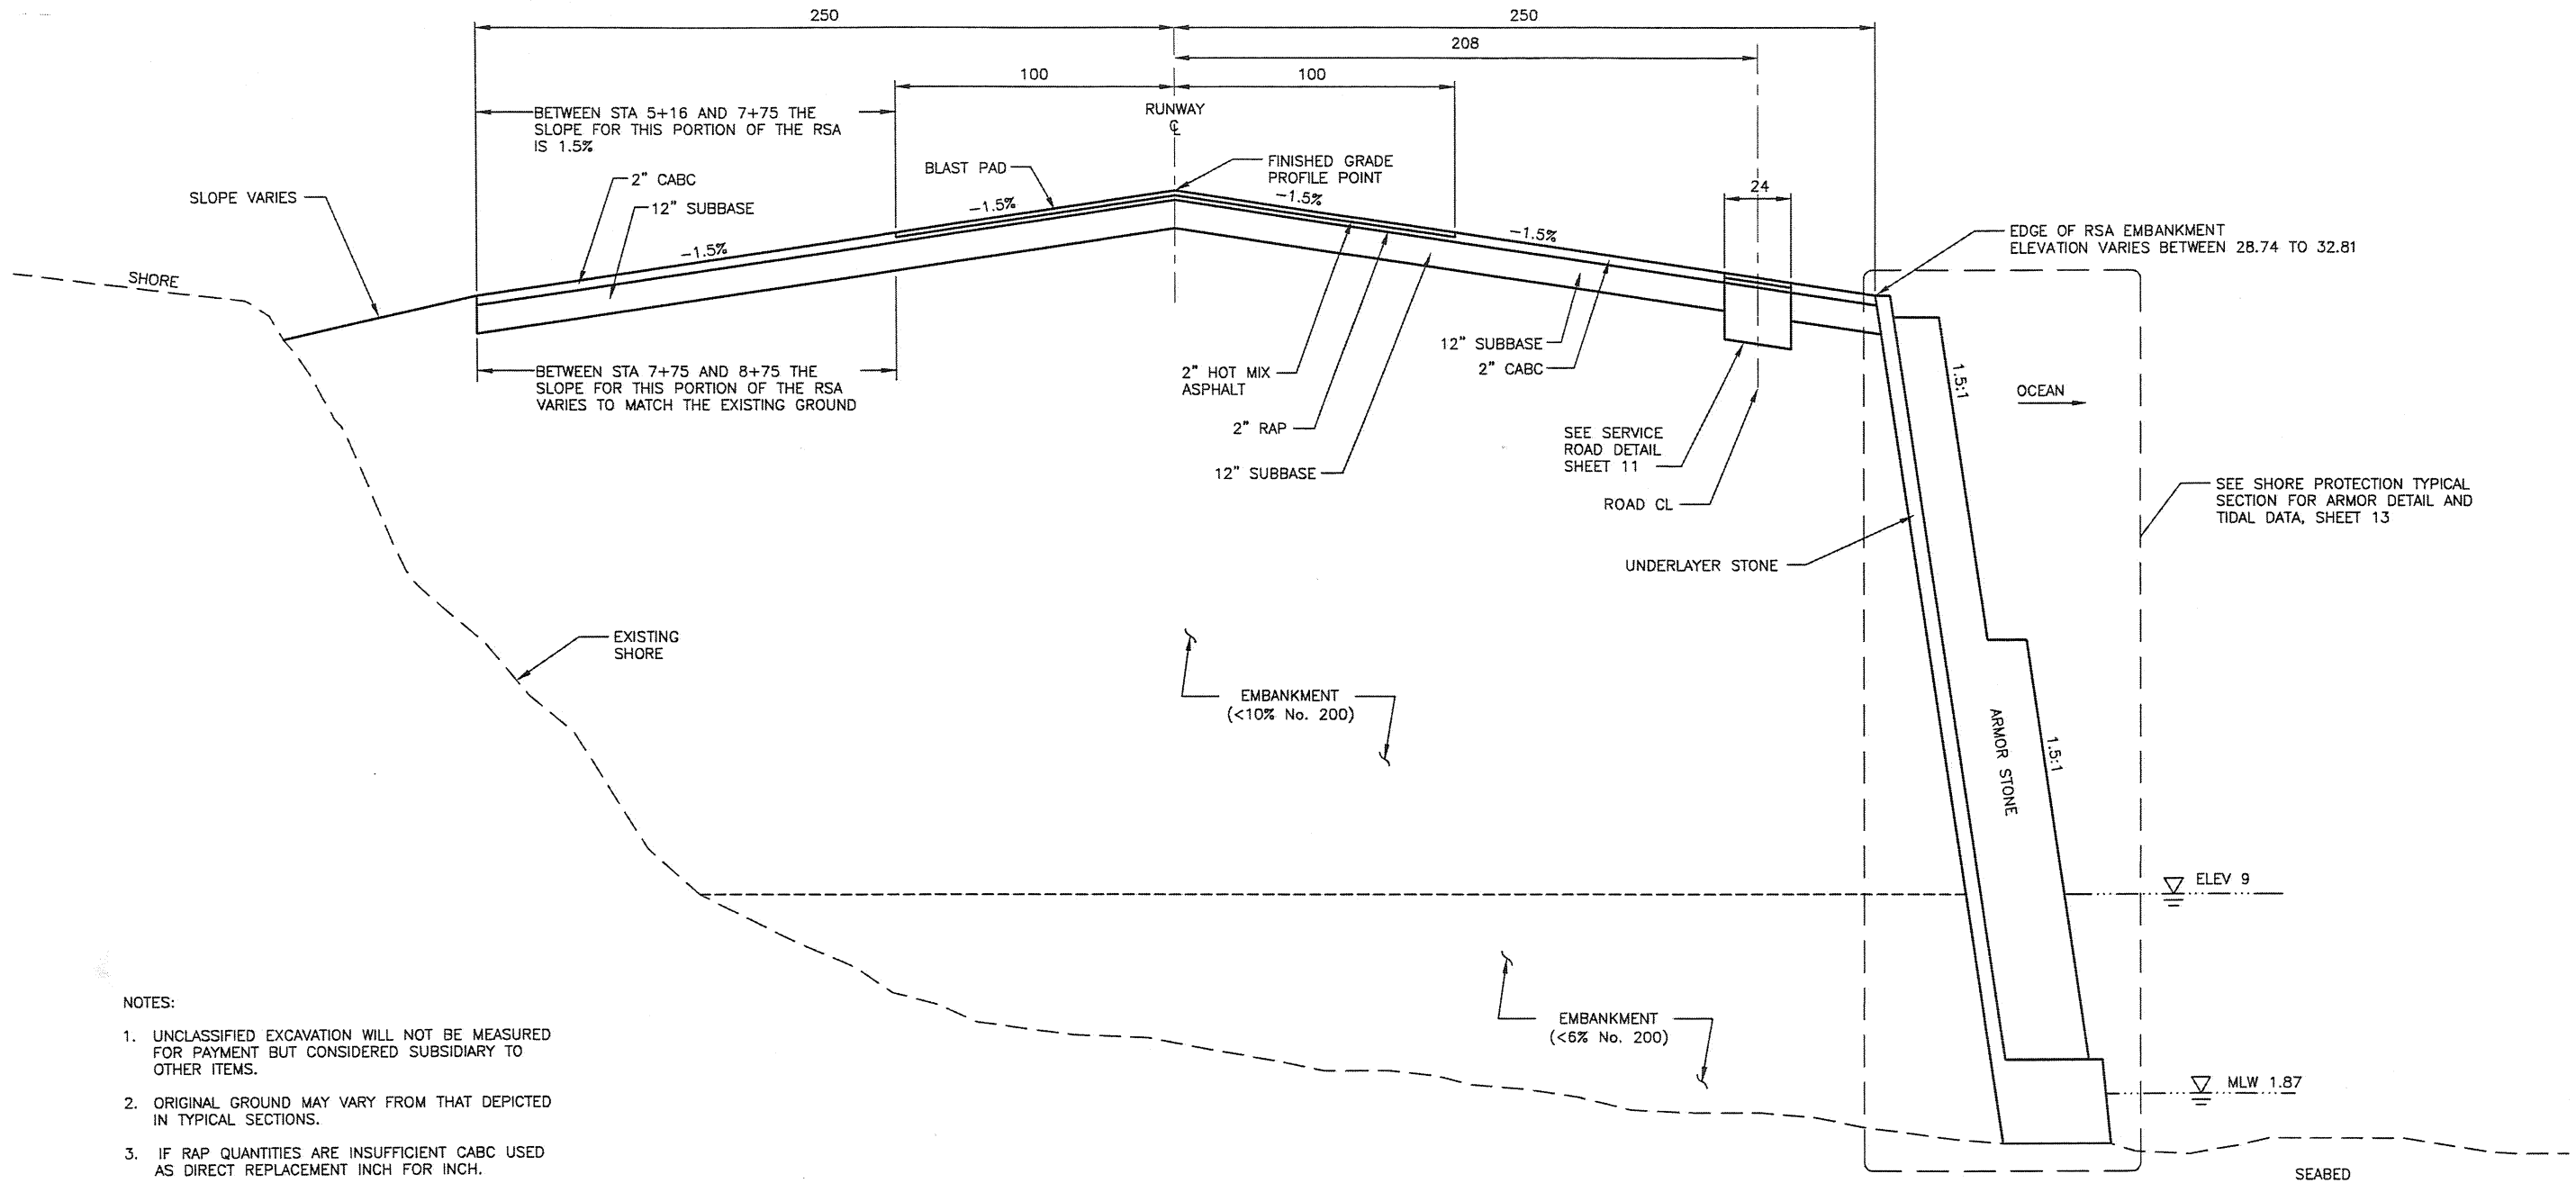 250
250
208
100
100
BETWEEN STA 5+16 AND 7+75 THE
SLOPE FOR THIS PORTION OF THE RSA
IS 1.5%
RUNWAY
℄
BLAST PAD
FINISHED GRADE
PROFILE POINT
2" CABC
12" SUBBASE
SLOPE VARIES
-1.5%
-1.5%
24
-1.5%
-1.5%
EDGE OF RSA EMBANKMENT
ELEVATION VARIES BETWEEN 28.74 TO 32.81
SHORE
BETWEEN STA 7+75 AND 8+75 THE
SLOPE FOR THIS PORTION OF THE RSA
VARIES TO MATCH THE EXISTING GROUND
2" HOT MIX
ASPHALT
2" RAP
12" SUBBASE
12" SUBBASE
2" CABC
SEE SERVICE
ROAD DETAIL
SHEET 11
ROAD CL
1.5:1
OCEAN
SEE SHORE PROTECTION TYPICAL
SECTION FOR ARMOR DETAIL AND
TIDAL DATA, SHEET 13
UNDERLAYER STONE
EXISTING
SHORE
EMBANKMENT
(<10% No. 200)
ARMOR STONE
1.5:1
ELEV 9
EMBANKMENT
(<6% No. 200)
MLW 1.87
SEABED
NOTES:
1. UNCLASSIFIED EXCAVATION WILL NOT BE MEASURED
FOR PAYMENT BUT CONSIDERED SUBSIDIARY TO
OTHER ITEMS.
2. ORIGINAL GROUND MAY VARY FROM THAT DEPICTED
IN TYPICAL SECTIONS.
3. IF RAP QUANTITIES ARE INSUFFICIENT CABC USED
AS DIRECT REPLACEMENT INCH FOR INCH.